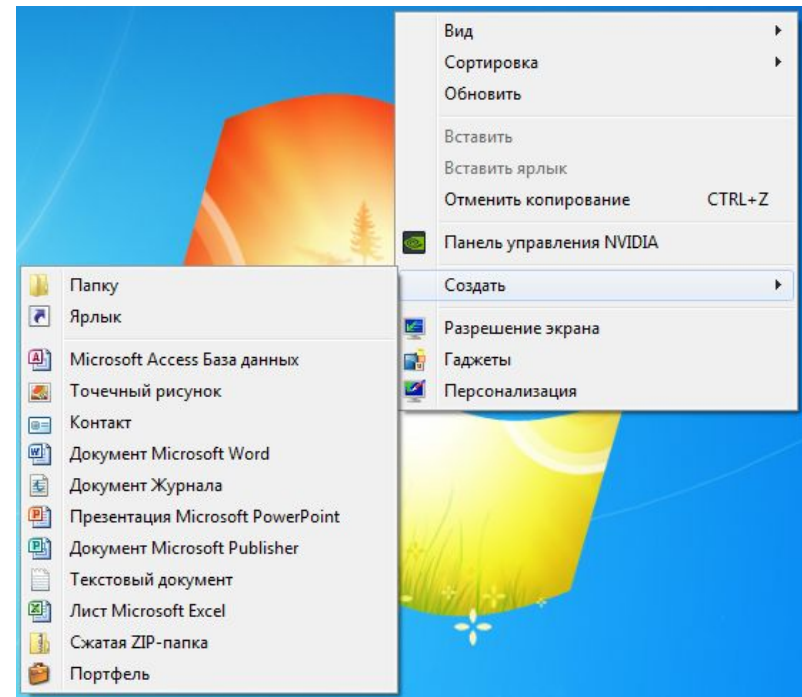 Вид
Сортировка
Обновить
Вставить
Вставить ярлык
Отменить копирование CTRL+Z
Панель управления NVIDIA
Создать
Разрешение экрана
Гаджеты
Персонализация
Папку
Ярлык
Microsoft Access База данных
Точечный рисунок
Контакт
Документ Microsoft Word
Документ Журнала
Презентация Microsoft PowerPoint
Документ Microsoft Publisher
Текстовый документ
Лист Microsoft Excel
Сжатая ZIP-папка
Портфель